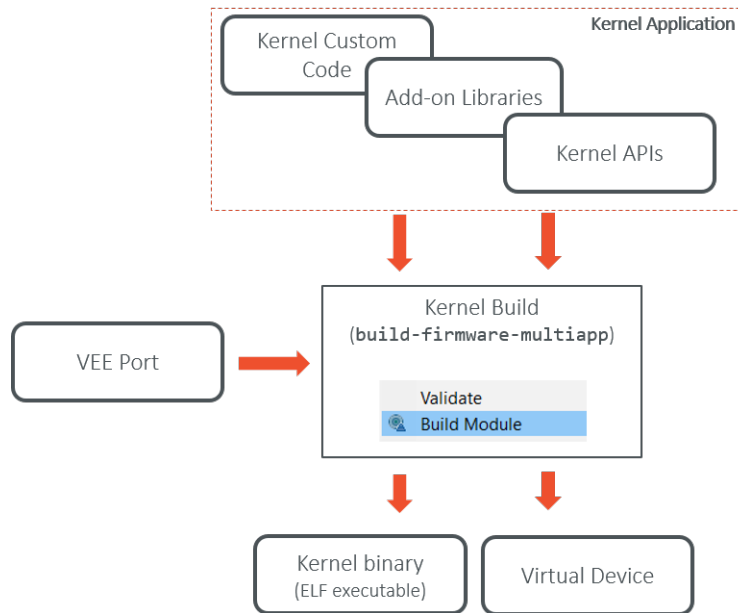 Kernel Application
Kernel Custom
Code
Add-on Libraries
Kernel APIs
Kernel Build
(build-firmware-multiapp)
VEE Port
Validate
Build Module
Kernel binary
(ELF executable)
Virtual Device